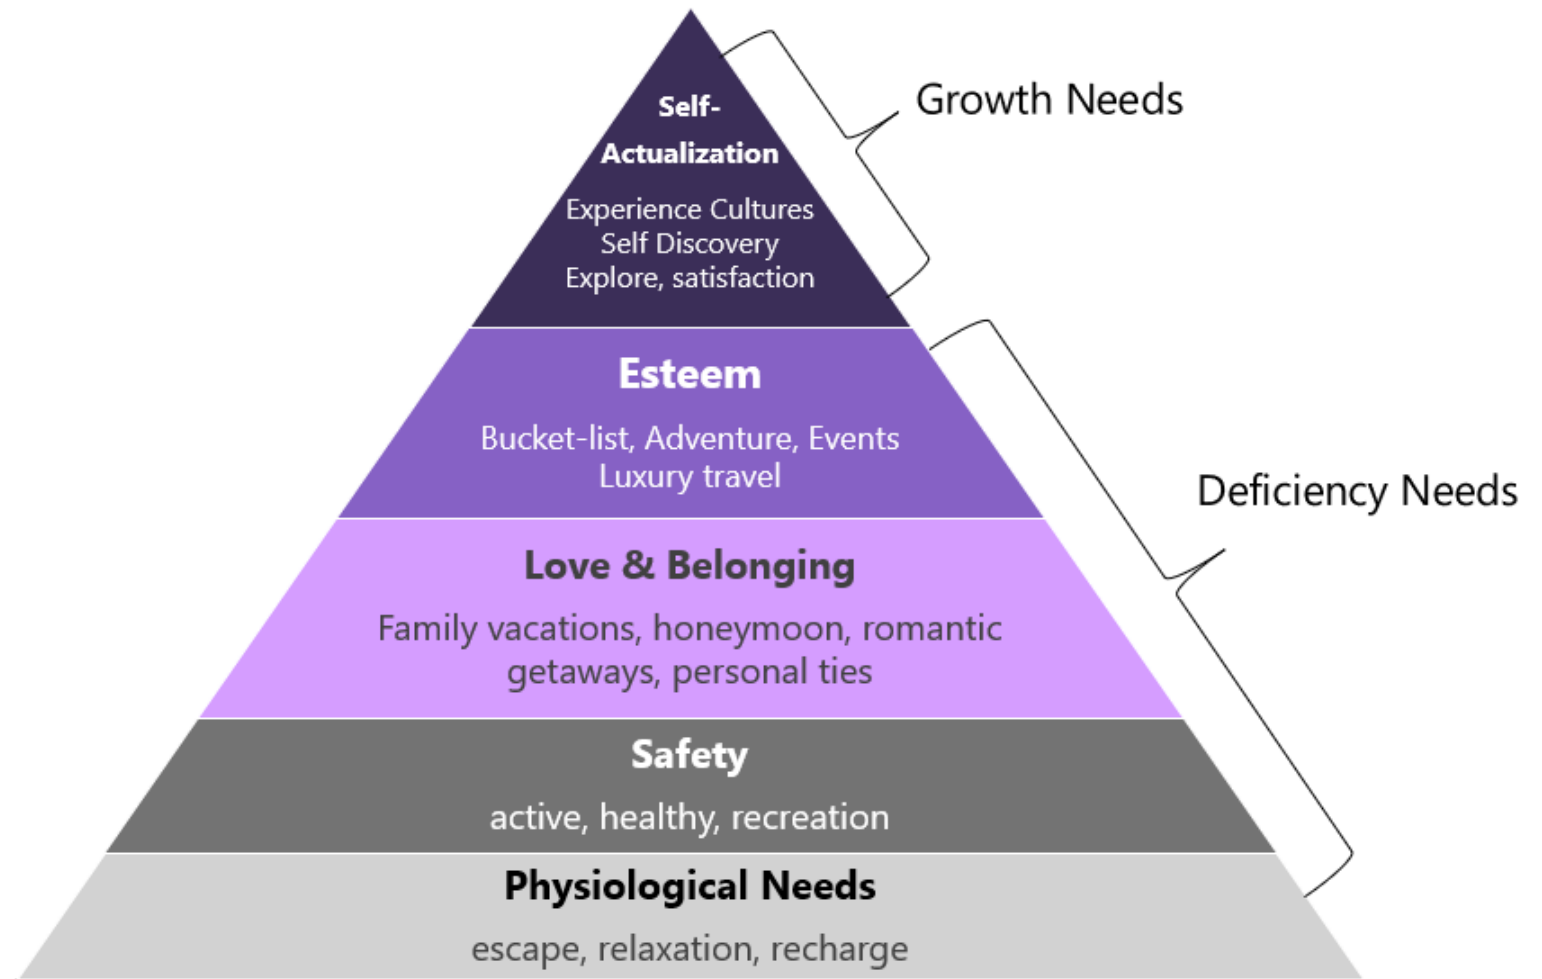 Self-
Actualization
Experience Cultures
Self Discovery
Explore, satisfaction
Growth Needs
Esteem
Bucket-list, Adventure, Events
Luxury travel
Deficiency Needs
Love & Belonging
Family vacations, honeymoon, romantic
getaways, personal ties
Safety
active, healthy, recreation
Physiological Needs
escape, relaxation, recharge